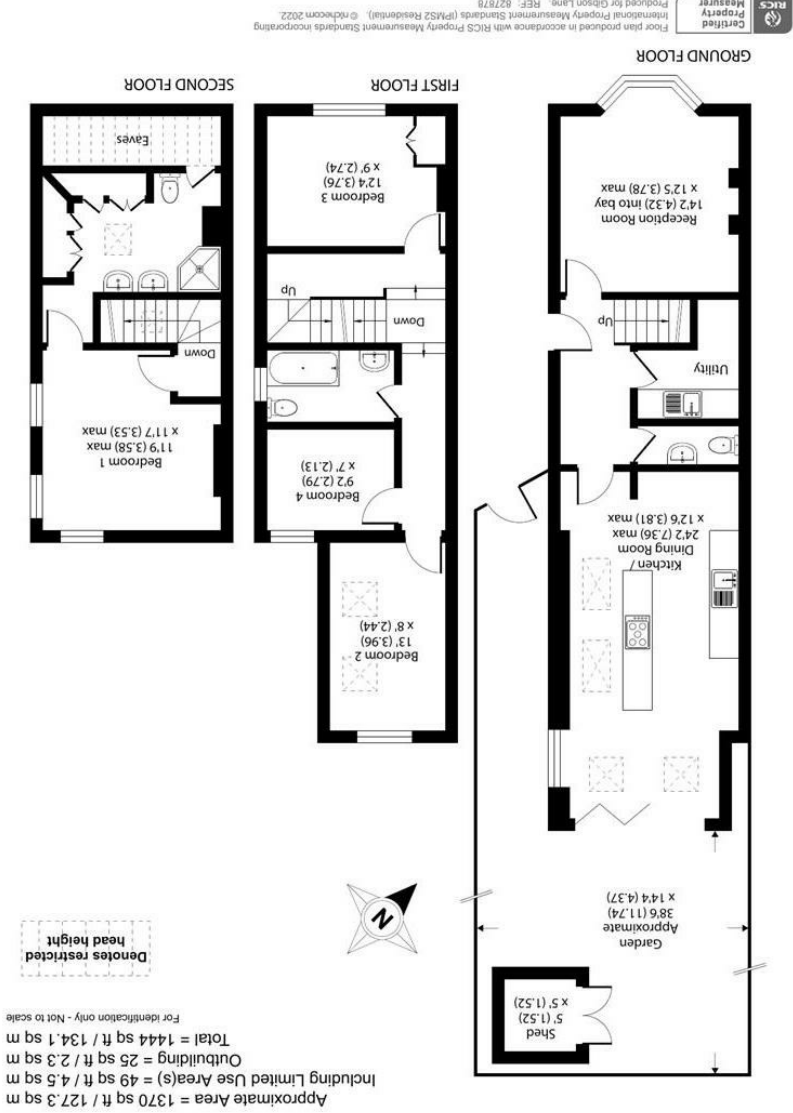 Approximate Area = 1370 sq ft / 127.3 sq m
Including Limited Use Area(s) = 49 sq ft / 4.5 sq m
Outbuilding = 25 sq ft / 2.3 sq m
Total = 1444 sq ft / 134.1 sq m
For identification only - Not to scale
Denotes restricted
head height
N
Shed
5' (1.52)
x 5' (1.52)
Garden
Approximate
38'6 (11.74)
x 14'4 (4.37)
Kitchen /
Dining Room
24'2 (7.36) max
x 12'6 (3.81) max
Utility
Up
Reception Room
14'2 (4.32) into bay
x 12'5 (3.78) max
GROUND FLOOR
Bedroom 2
13' (3.96)
x 8' (2.44)
Bedroom 4
9'2 (2.79)
x 7' (2.13)
Down
Up
Bedroom 3
12'4 (3.76)
x 9' (2.74)
FIRST FLOOR
Bedroom 1
11'9 (3.58) max
x 11'7 (3.53) max
Down
Eaves
SECOND FLOOR
RICS
Certified
Property
Measurer
Floor plan produced in accordance with RICS Property Measurement Standards incorporating
International Property Measurement Standards (IPMS2 Residential). © nichecom 2022.
Produced for Gibson Lane. REF: 827878